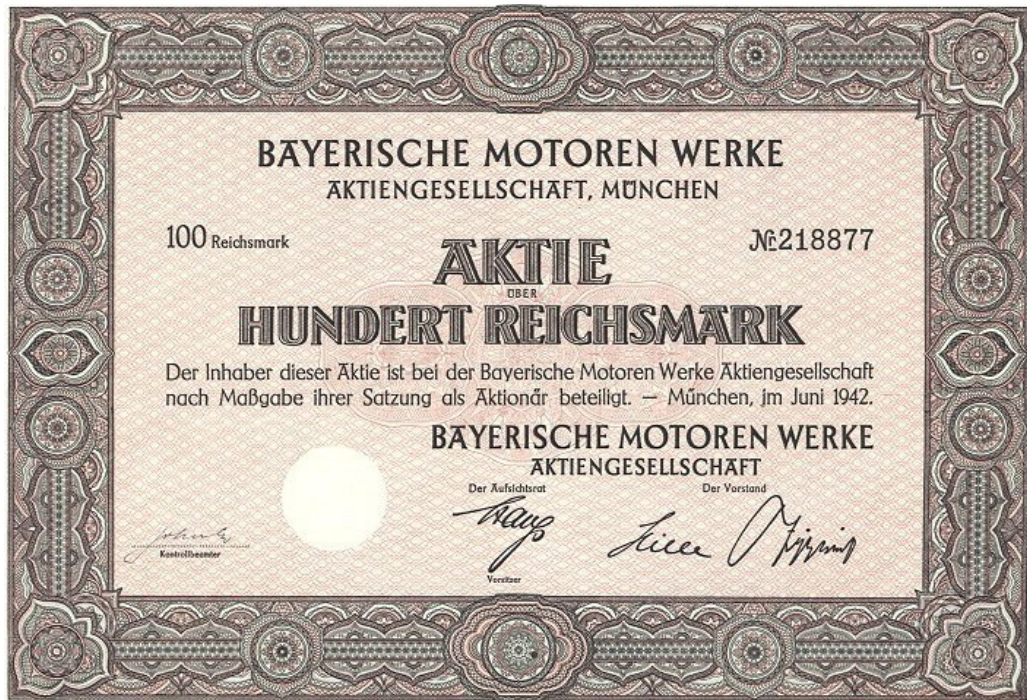 BAYERISCHE MOTOREN WERKE
AKTIENGESELLSCHAFT, MÜNCHEN
100 Reichsmark
№218877
AKTIE
ÜBER
HUNDERT REICHSMARK
Der Inhaber dieser Aktie ist bei der Bayerische Motoren Werke Aktiengesellschaft
nach Maßgabe ihrer Satzung als Aktionär beteiligt. — München, im Juni 1942.
BAYERISCHE MOTOREN WERKE
AKTIENGESELLSCHAFT
Der Aufsichtsrat
Der Vorstand
Kontrollbeamter
Vorsitzer